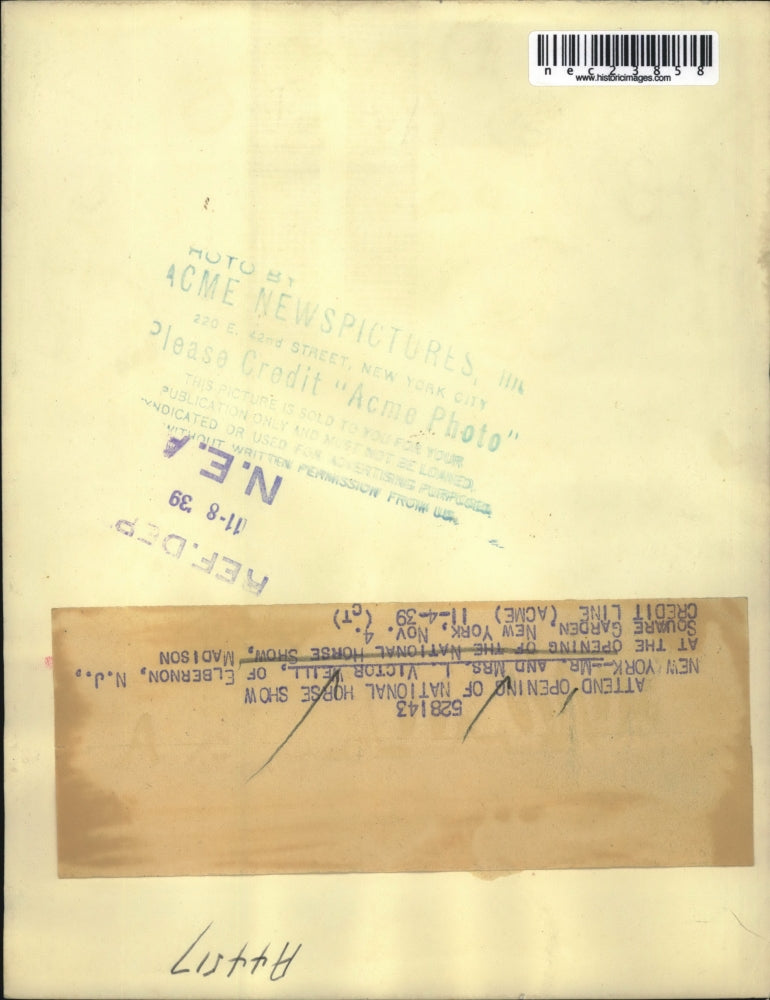 nec23858
www.historicimages.com
PHOTO BY
ACME NEWSPICTURES, INC
220 E. 42nd STREET, NEW YORK CITY
Please Credit "Acme Photo"
THIS PICTURE IS SOLD TO YOU FOR YOUR
PUBLICATION ONLY AND MUST NOT BE LOANED,
SYNDICATED OR USED FOR ADVERTISING PURPOSES
WITHOUT WRITTEN PERMISSION FROM US.
REF. DEP
11-8 '39
N.E.A
528143
ATTEND OPENING OF NATIONAL HORSE SHOW
NEW YORK--MR. AND MRS. L. VICTOR WEILL, OF ELBERNON, N.J.,
AT THE OPENING OF THE NATIONAL HORSE SHOW, MADISON
SQUARE GARDEN, NEW YORK, NOV. 4.
CREDIT LINE (ACME) 11-4-39 (CT)
A44517